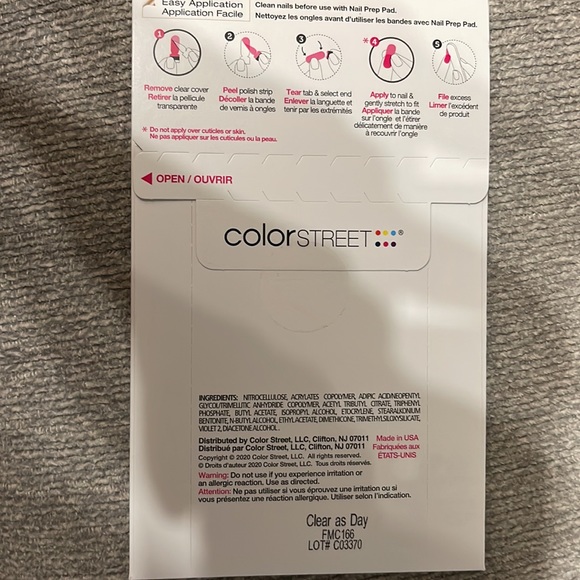 Easy Application
Application Facile
Clean nails before use with Nail Prep Pad.
Nettoyez les ongles avant d'utiliser les bandes avec Nail Prep Pad.
1
2
3
*4
5
Remove clear cover
Retirer la pellicule
transparente
Peel polish strip
Décoller la bande
de vernis à ongles
Tear tab & select end
Enlever la languette et
tenir par les extrémités
Apply to nail &
gently stretch to fit
Appliquer la bande
sur l'ongle et l'étirer
délicatement de manière
à recouvrir l'ongle
File excess
Limer l'excédent
de produit
* Do not apply over cuticles or skin.
Ne pas appliquer sur les cuticules ou la peau.
OPEN / OUVRIR
colorSTREET®
INGREDIENTS: NITROCELLULOSE, ACRYLATES COPOLYMER, ADIPIC ACID/NEOPENTYL
GLYCOL/TRIMELLITIC ANHYDRIDE COPOLYMER, ACETYL TRIBUTYL CITRATE, TRIPHENYL
PHOSPHATE, BUTYL ACETATE, ISOPROPYL ALCOHOL, ETOCRYLENE, STEARALKONIUM
BENTONITE, N-BUTYL ALCOHOL, ETHYL ACETATE, DIMETHICONE, TRIMETHYLSILOXYSILICATE,
VIOLET 2, DIACETONE ALCOHOL.
Distributed by Color Street, LLC, Clifton, NJ 07011
Distribué par Color Street, LLC, Clifton, NJ 07011
Made in USA
Fabriquées aux
ÉTATS-UNIS
Copyright © 2020 Color Street, LLC. All rights reserved.
© Droits d'auteur 2020 Color Street, LLC. Tous droits réservés.
Warning: Do not use if you experience irritation or
an allergic reaction. Use as directed.
Attention: Ne pas utiliser si vous éprouvez une irritation ou si
vous présentez une réaction allergique. Utiliser selon l'indication.
Clear as Day
FMC166
LOT# C03370